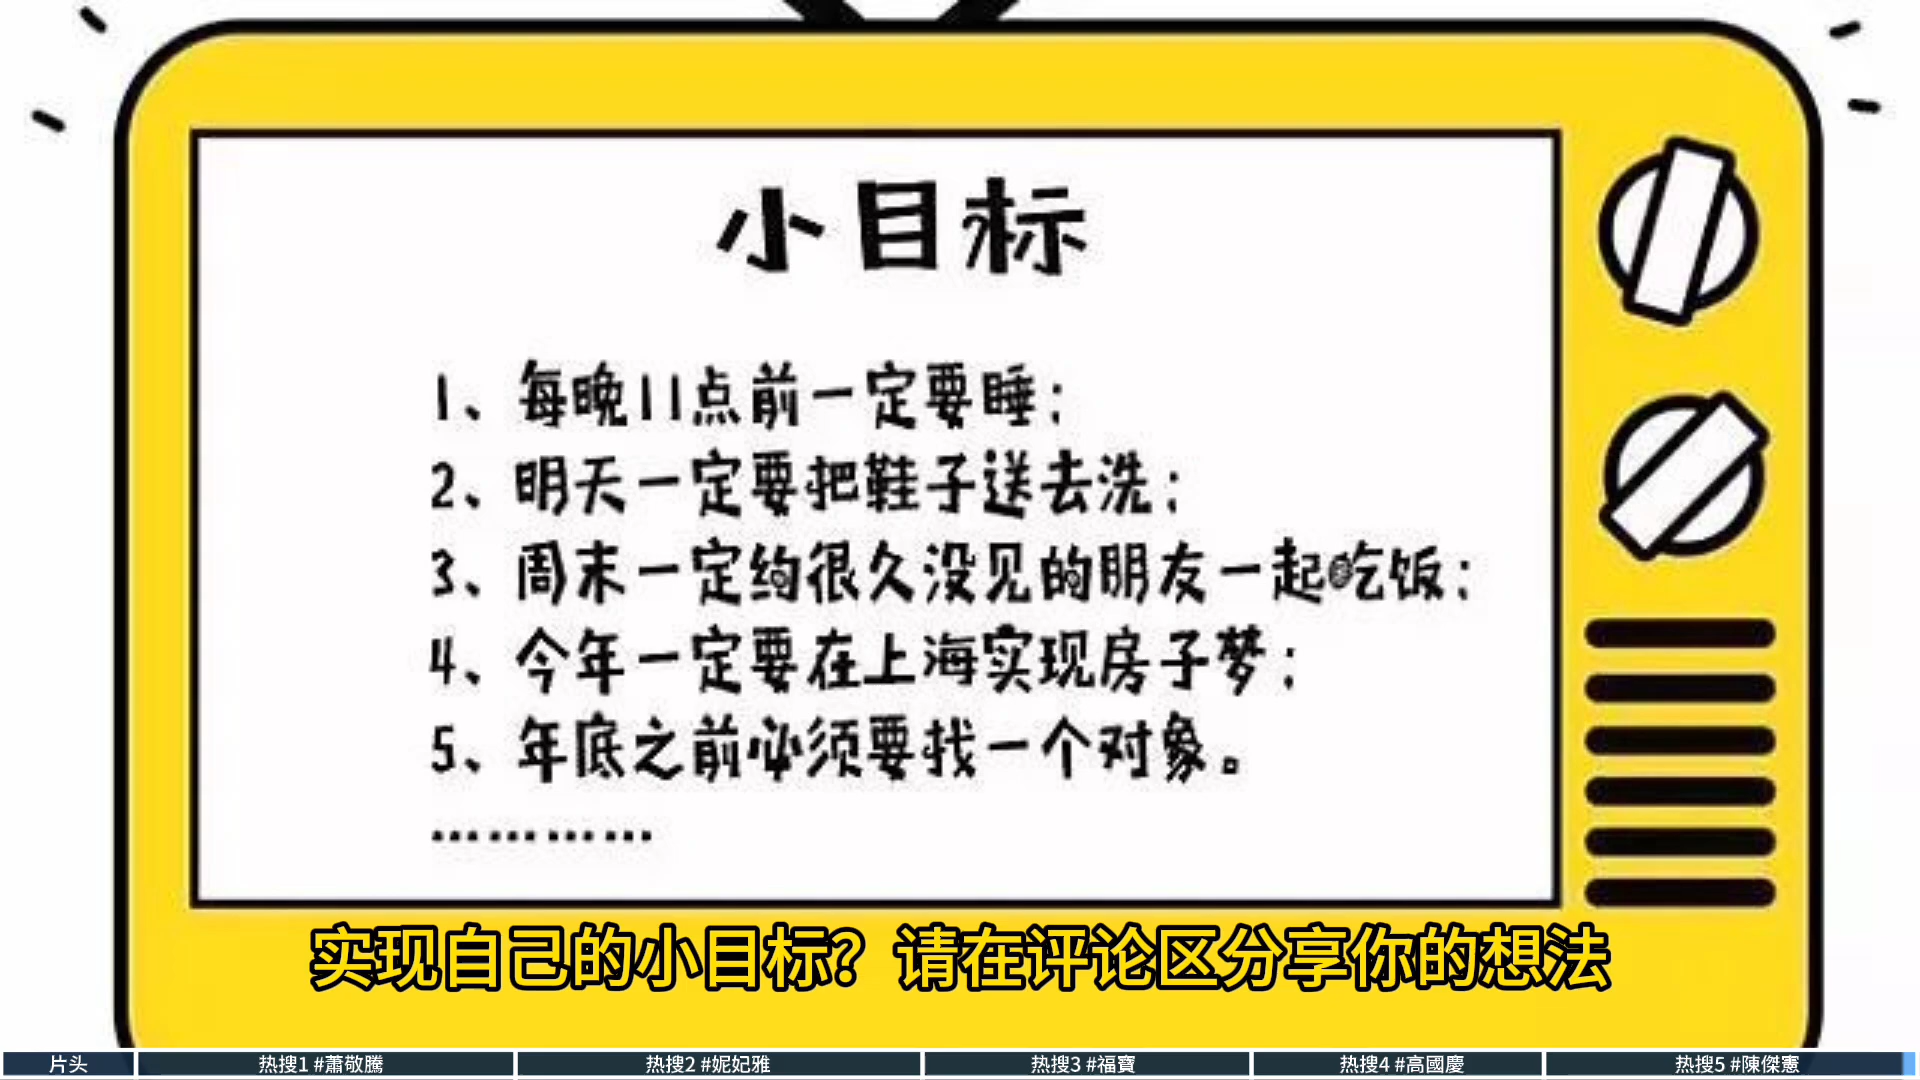 小目标
1、每晚11点前一定要睡;
2、明天一定要把鞋子送去洗;
3、周末一定约很久没见的朋友一起吃饭;
4、今年一定要在上海实现房子梦;
5、年底之前必须要找一个对象。
…………
实现自己的小目标？请在评论区分享你的想法
片头 热搜1 #蕭敬騰 热搜2 #妮妃雅 热搜3 #福寶 热搜4 #高國慶 热搜5 #陳傑憲